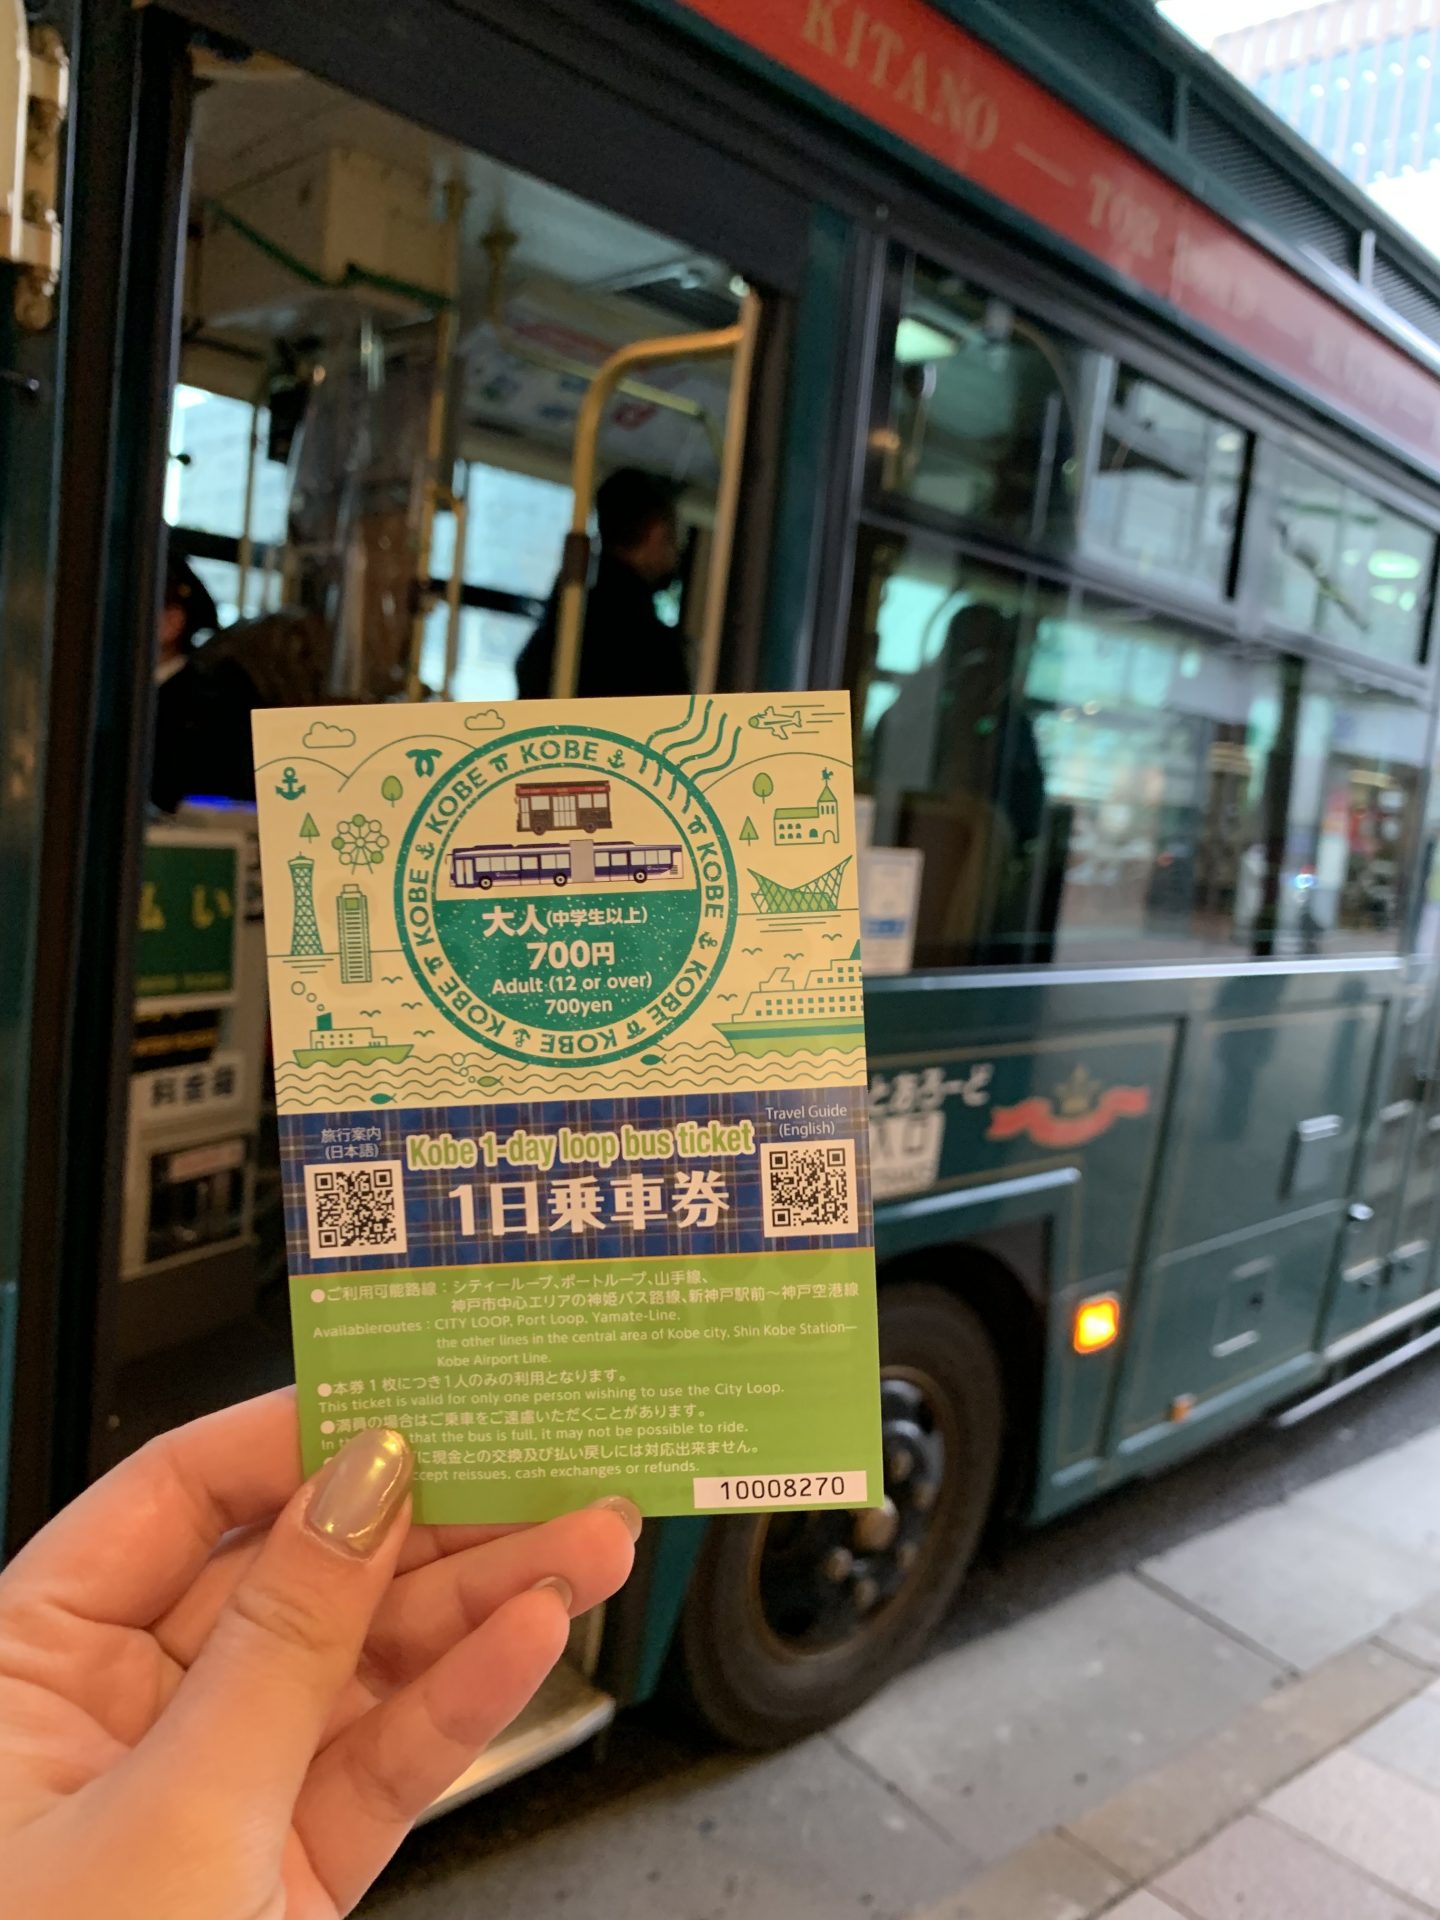 KITANO — TOR
KOBE KOBE KOBE KOBE KOBE KOBE KOBE KOBE
大人(中学生以上)
700円
Adult (12 or over)
700yen
旅行案内
(日本語)
Kobe 1-day loop bus ticket
1日乗車券
Travel Guide
(English)
●ご利用可能路線：シティーループ、ポートループ、山手線、
神戸市中心エリアの神姫バス路線、新神戸駅前～神戸空港線
Availableroutes : CITY LOOP, Port Loop, Yamate-Line,
the other lines in the central area of Kobe city, Shin Kobe Station—
Kobe Airport Line.
●本券1枚につき1人のみの利用となります。
This ticket is valid for only one person wishing to use the City Loop.
●満員の場合はご乗車をご遠慮いただくことがあります。
In that the bus is full, it may not be possible to ride.
に現金との交換及び払い戻しには対応出来ません。
reissues, cash exchanges or refunds.
10008270
払い
料金箱
とあろーど